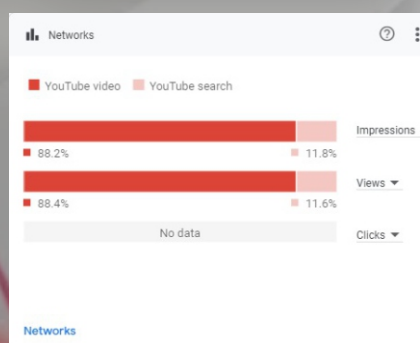 Networks
YouTube video YouTube search
Impressions
88.2% 11.8%
Views
88.4% 11.6%
No data Clicks
Networks